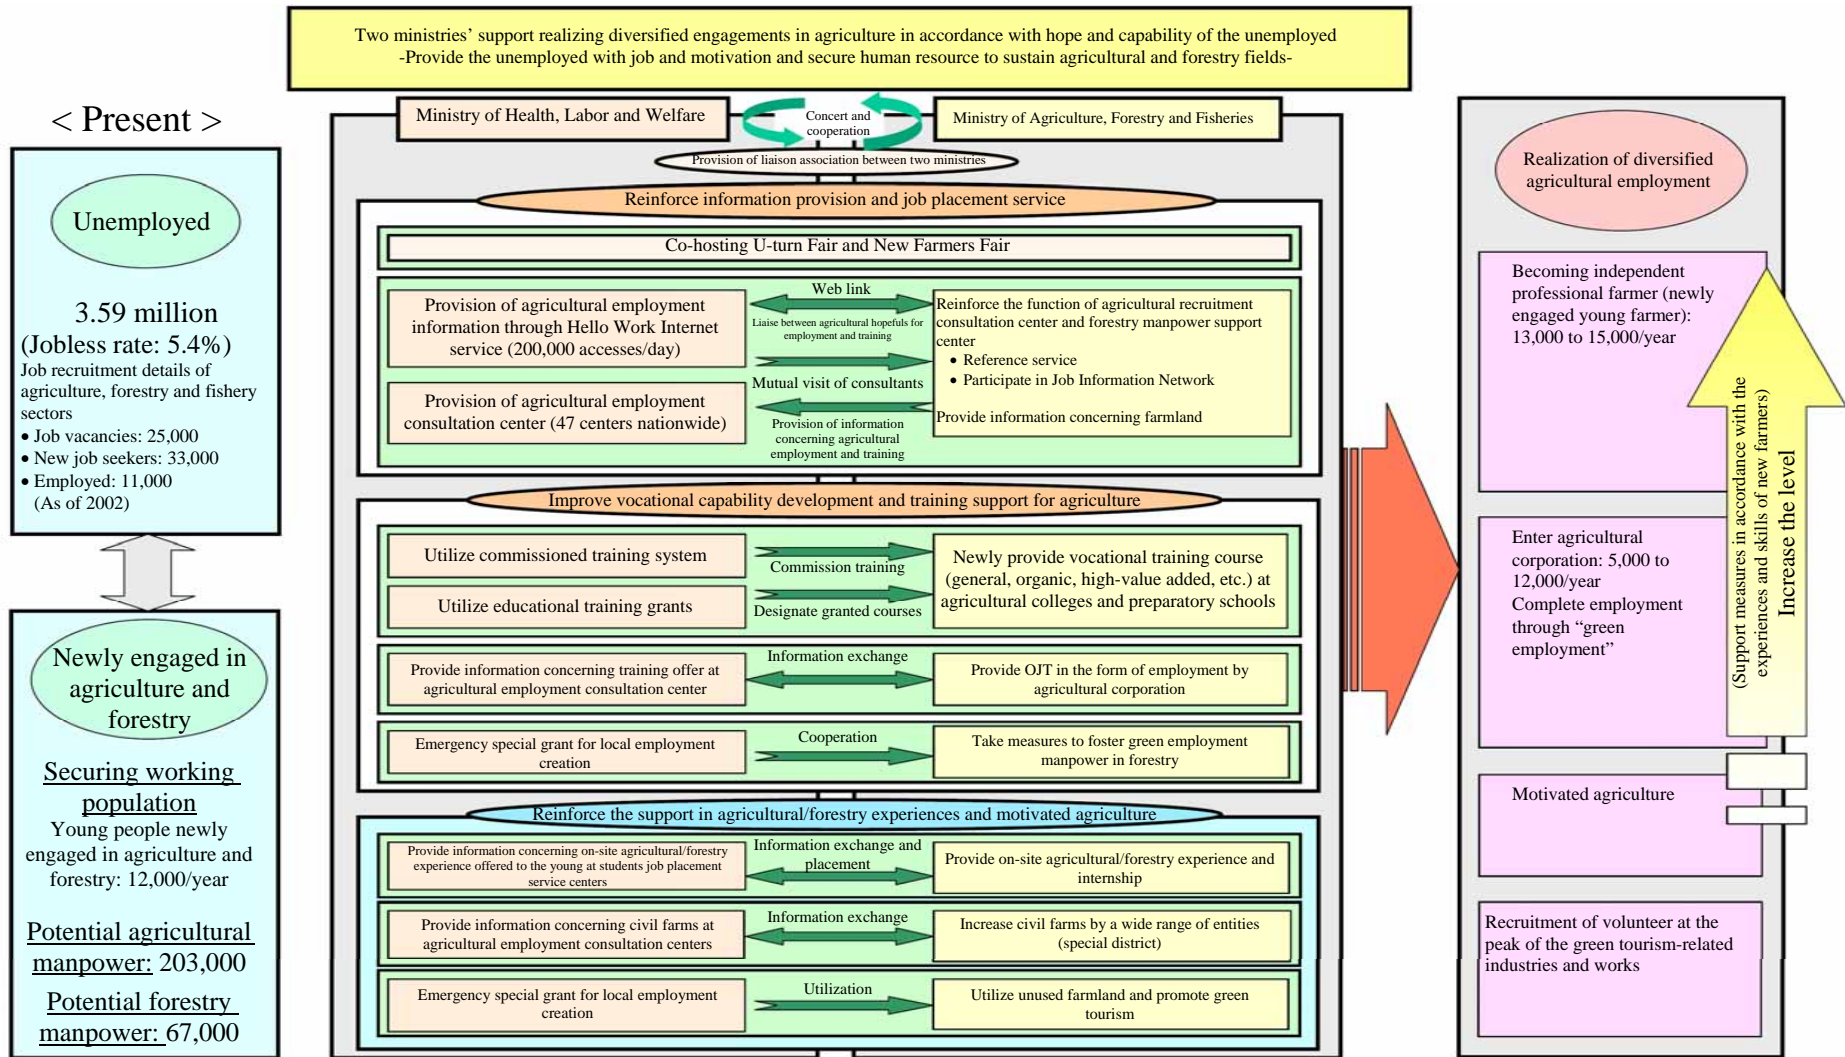 Two ministries’ support realizing diversified engagements in agriculture in accordance with hope and capability of the unemployed
-Provide the unemployed with job and motivation and secure human resource to sustain agricultural and forestry fields-
< Present >
Unemployed
3.59 million
(Jobless rate: 5.4%)
Job recruitment details of
agriculture, forestry and fishery
sectors
• Job vacancies: 25,000
• New job seekers: 33,000
• Employed: 11,000
(As of 2002)
Newly engaged in
agriculture and
forestry
Securing working
population
Young people newly
engaged in agriculture and
forestry: 12,000/year
Potential agricultural
manpower: 203,000
Potential forestry
manpower: 67,000
Ministry of Health, Labor and Welfare
Concert and
cooperation
Ministry of Agriculture, Forestry and Fisheries
Provision of liaison association between two ministries
Reinforce information provision and job placement service
Co-hosting U-turn Fair and New Farmers Fair
Provision of agricultural employment
information through Hello Work Internet
service (200,000 accesses/day)
Provision of agricultural employment
consultation center (47 centers nationwide)
Web link
Liaise between agricultural hopefuls for
employment and training
Mutual visit of consultants
Provision of information
concerning agricultural
employment and training
Reinforce the function of agricultural recruitment
consultation center and forestry manpower support
center
• Reference service
• Participate in Job Information Network
Provide information concerning farmland
Improve vocational capability development and training support for agriculture
Utilize commissioned training system
Utilize educational training grants
Commission training
Designate granted courses
Newly provide vocational training course
(general, organic, high-value added, etc.) at
agricultural colleges and preparatory schools
Provide information concerning training offer at
agricultural employment consultation center
Information exchange
Provide OJT in the form of employment by
agricultural corporation
Emergency special grant for local employment
creation
Cooperation
Take measures to foster green employment
manpower in forestry
Reinforce the support in agricultural/forestry experiences and motivated agriculture
Provide information concerning on-site agricultural/forestry
experience offered to the young at students job placement
service centers
Information exchange and
placement
Provide on-site agricultural/forestry experience and
internship
Provide information concerning civil farms at
agricultural employment consultation centers
Information exchange
Increase civil farms by a wide range of entities
(special district)
Emergency special grant for local employment
creation
Utilization
Utilize unused farmland and promote green
tourism
Realization of diversified
agricultural employment
Becoming independent
professional farmer (newly
engaged young farmer):
13,000 to 15,000/year
Enter agricultural
corporation: 5,000 to
12,000/year
Complete employment
through “green
employment”
Motivated agriculture
Recruitment of volunteer at the
peak of the green tourism-related
industries and works
(Support measures in accordance with the
experiences and skills of new farmers)
Increase the level